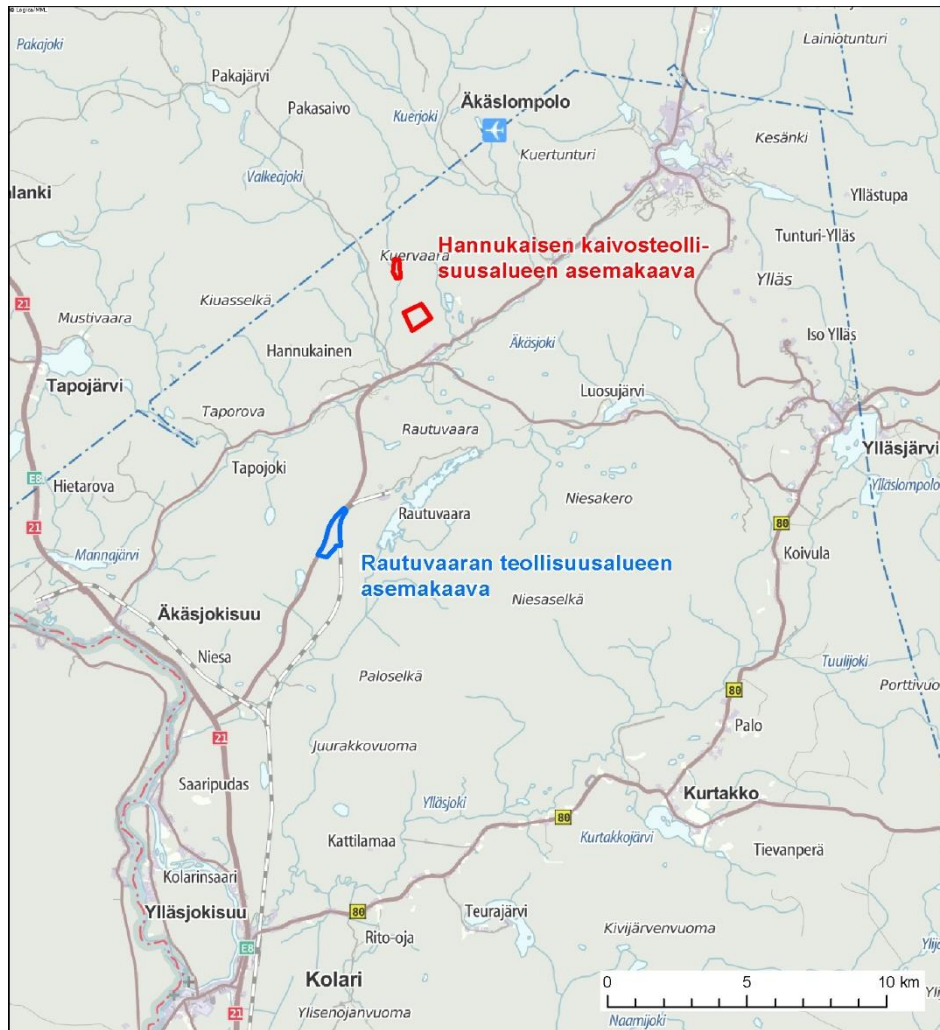 © Logica/MML
Pakajoki
Lainiotunturi
Pakajärvi
Pakasaivo
Kuerjoki
Äkäslompolo
Kesänki
Kuertunturi
Valkeajoki
alanki
Yllästupa
Tunturi-Ylläs
Kuervaara
Hannukaisen kaivosteolli-
suusalueen asemakaava
Ylläs
21
Kiuasselkä
Mustivaara
Iso Ylläs
Hannukainen
Äkäsjoki
Tapojärvi
Luosujärvi
Taporova
Rautuvaara
Ylläsjärvi
Tapojoki
E8
Hietarova
Niesakero
Ylläslompolo
Rautuvaara
80
21
Mannajärvi
Koivula
Rautuvaaran teollisuusalueen
asemakaava
Niesaselkä
Äkäsjokisuu
Niesa
Paloselkä
Tuulijoki
80
Porttivuo
21
Palo
Juurakkovuoma
Saaripudas
Kurtakko
Ylläsjoki
80
Kurtakkojärvi
Kattilamaa
Tievanperä
Kolarinsaari
Ylläsjokisuu
80
Teurajärvi
Kivijärvenvuoma
Rito-oja
E8
Ylijä
Kolari
0 5 10 km
21
Ylisenojanvuoma
Naamijoki